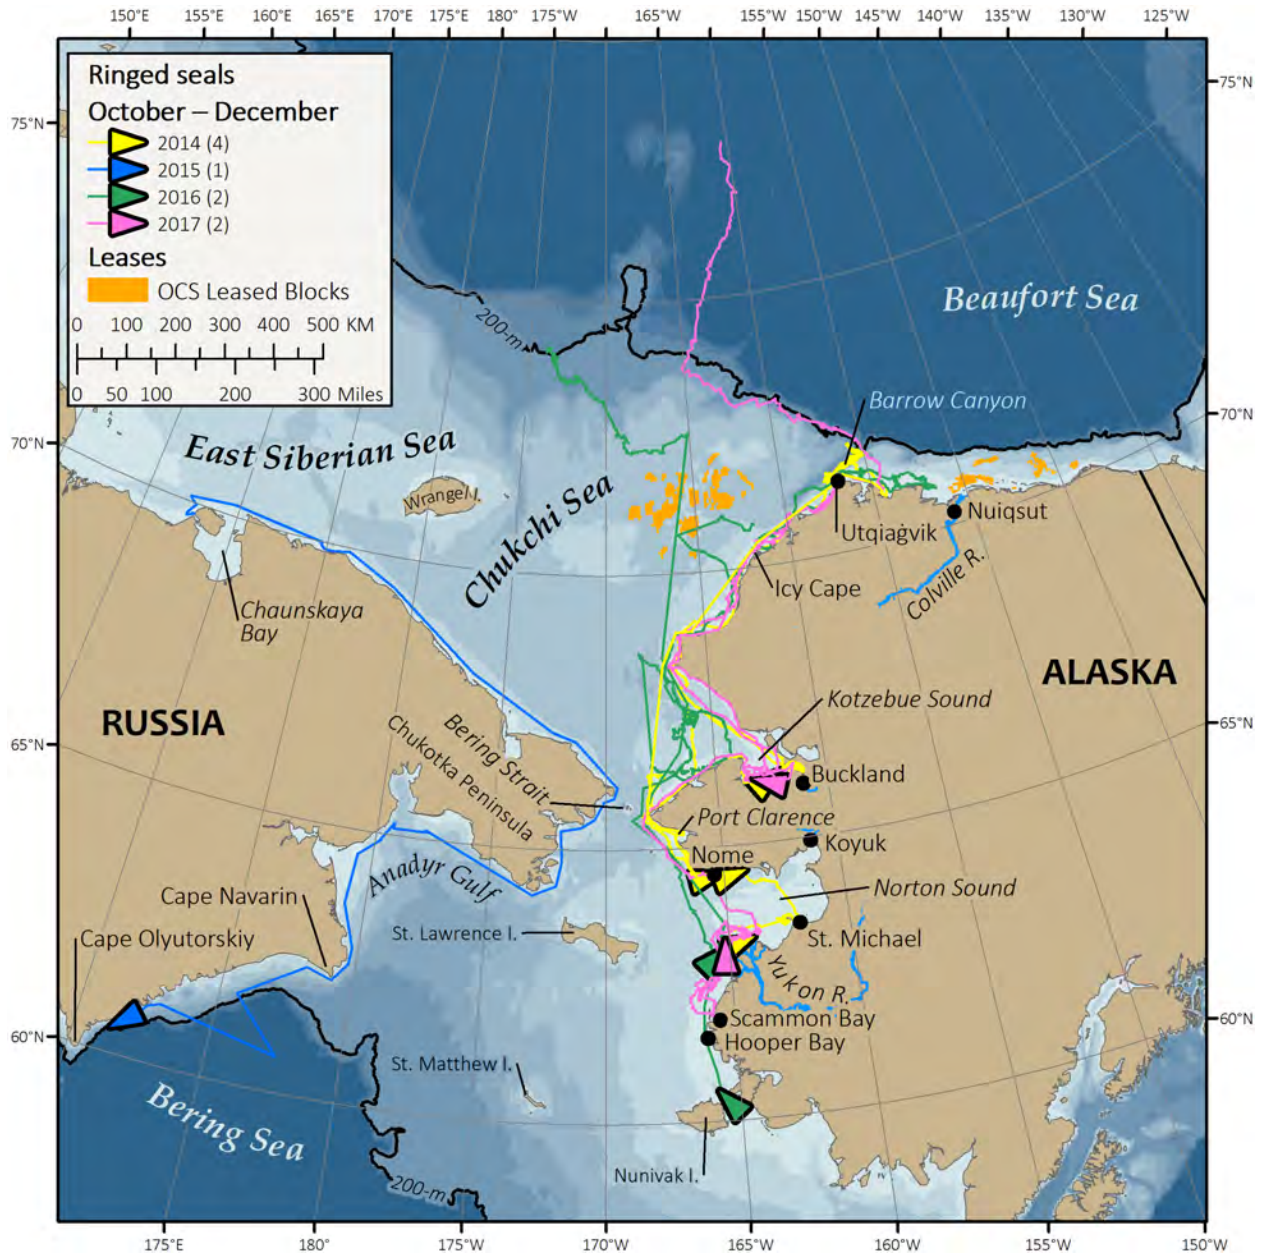 150°E 155°E 160°E 165°E 170°E 175°E 180° 175°W 165°W 155°W 150°W 145°W 140°W 135°W 130°W 125°W
Ringed seals
October – December
2014 (4)
2015 (1)
2016 (2)
2017 (2)
Leases
OCS Leased Blocks
0 100 200 300 400 500 KM
0 50 100 200 300 Miles
75°N
75°N
200-m
Beaufort Sea
Barrow Canyon
70°N
70°N
East Siberian Sea
Wrangel I.
Chukchi Sea
Utqiaġvik
Nuiqsut
Icy Cape
Colville R.
Chaunskaya
Bay
ALASKA
RUSSIA
Kotzebue Sound
65°N
65°N
Bering Strait
Chukotka Peninsula
Buckland
Port Clarence
Koyuk
Nome
Anadyr Gulf
Norton Sound
Cape Navarin
St. Lawrence I.
St. Michael
Cape Olyutorskiy
Yukon R.
Scammon Bay
60°N
60°N
Hooper Bay
St. Matthew I.
Bering Sea
Nunivak I.
200-m
175°E 180° 175°W 170°W 165°W 160°W 155°W 150°W